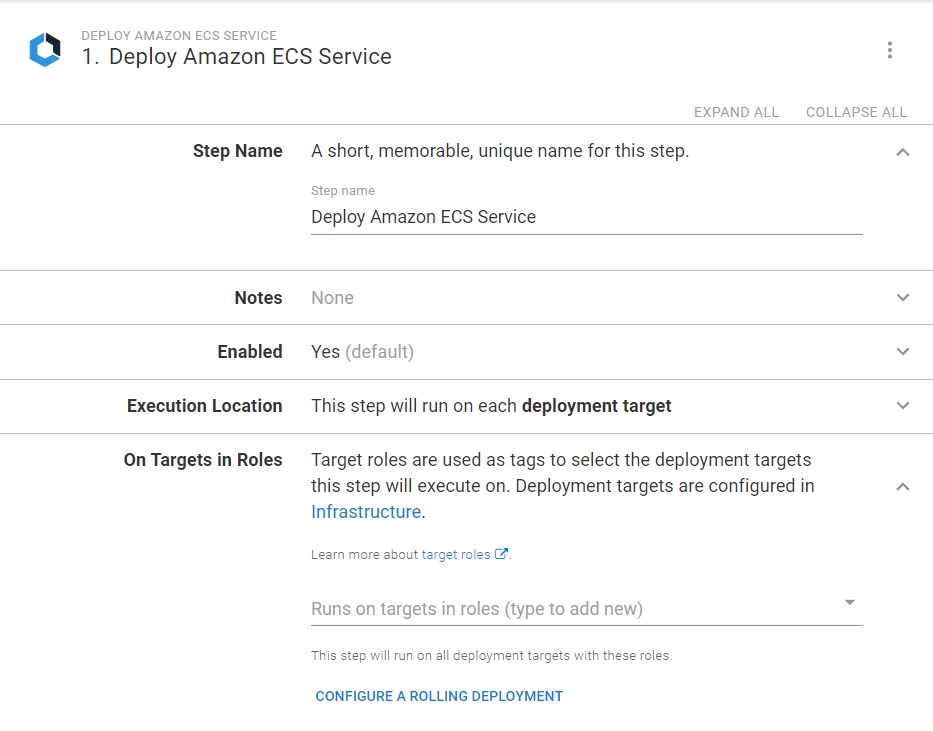 DEPLOY AMAZON ECS SERVICE
1. Deploy Amazon ECS Service
EXPAND ALL COLLAPSE ALL
Step Name A short, memorable, unique name for this step.
Step name
Deploy Amazon ECS Service
Notes None
Enabled Yes (default)
Execution Location This step will run on each deployment target
On Targets in Roles Target roles are used as tags to select the deployment targets
this step will execute on. Deployment targets are configured in
Infrastructure.
Learn more about target roles.
Runs on targets in roles (type to add new)
This step will run on all deployment targets with these roles.
CONFIGURE A ROLLING DEPLOYMENT